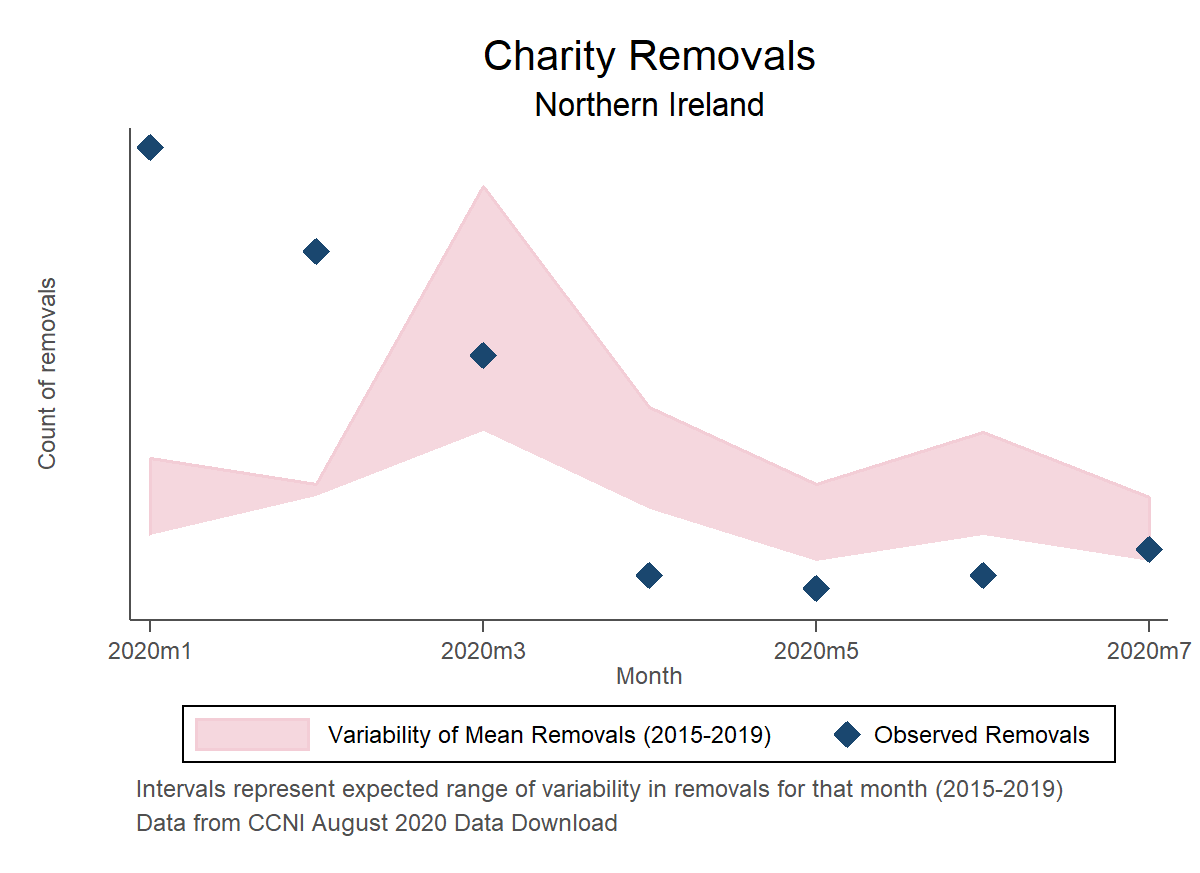 Charity Removals
Northern Ireland
Count of removals
2020m1 2020m3 2020m5 2020m7
Month
Variability of Mean Removals (2015-2019) Observed Removals
Intervals represent expected range of variability in removals for that month (2015-2019)
Data from CCNI August 2020 Data Download